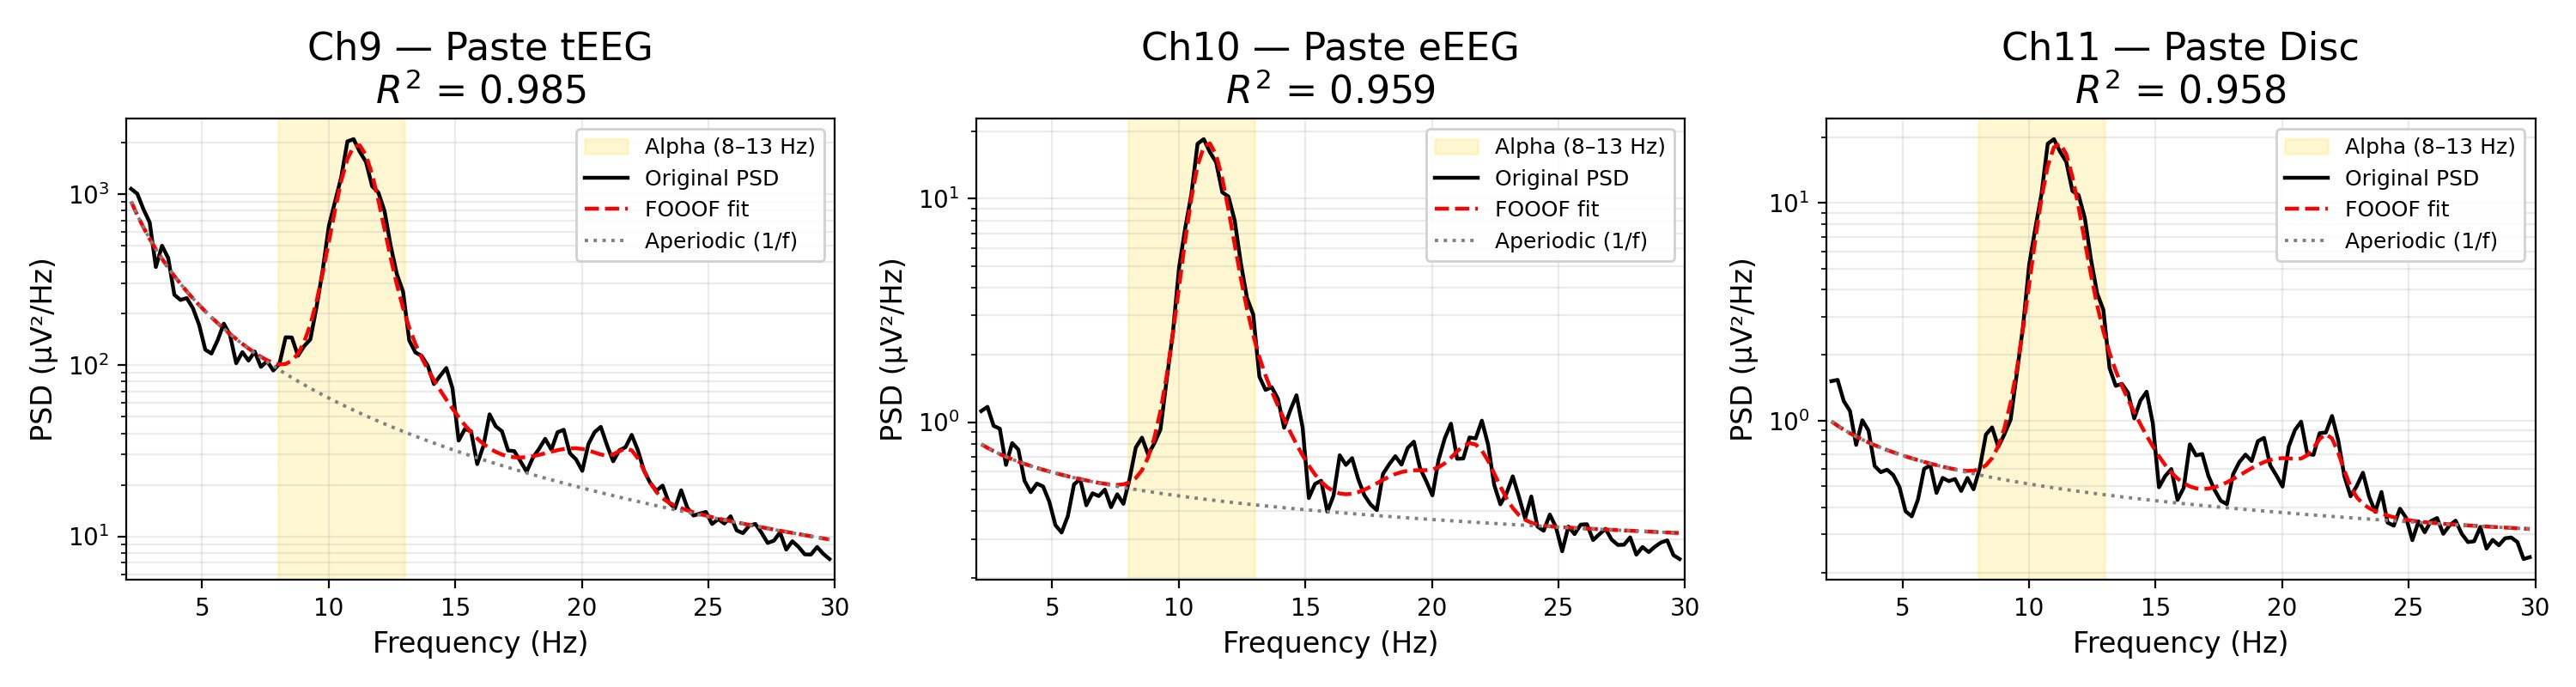 Ch9 — Paste tEEG
R² = 0.985
PSD (µV²/Hz)
10³
10²
10¹
5 10 15 20 25 30
Frequency (Hz)
Alpha (8–13 Hz)
Original PSD
FOOOF fit
Aperiodic (1/f)
Ch10 — Paste eEEG
R² = 0.959
PSD (µV²/Hz)
10¹
10⁰
5 10 15 20 25 30
Frequency (Hz)
Alpha (8–13 Hz)
Original PSD
FOOOF fit
Aperiodic (1/f)
Ch11 — Paste Disc
R² = 0.958
PSD (µV²/Hz)
10¹
10⁰
5 10 15 20 25 30
Frequency (Hz)
Alpha (8–13 Hz)
Original PSD
FOOOF fit
Aperiodic (1/f)